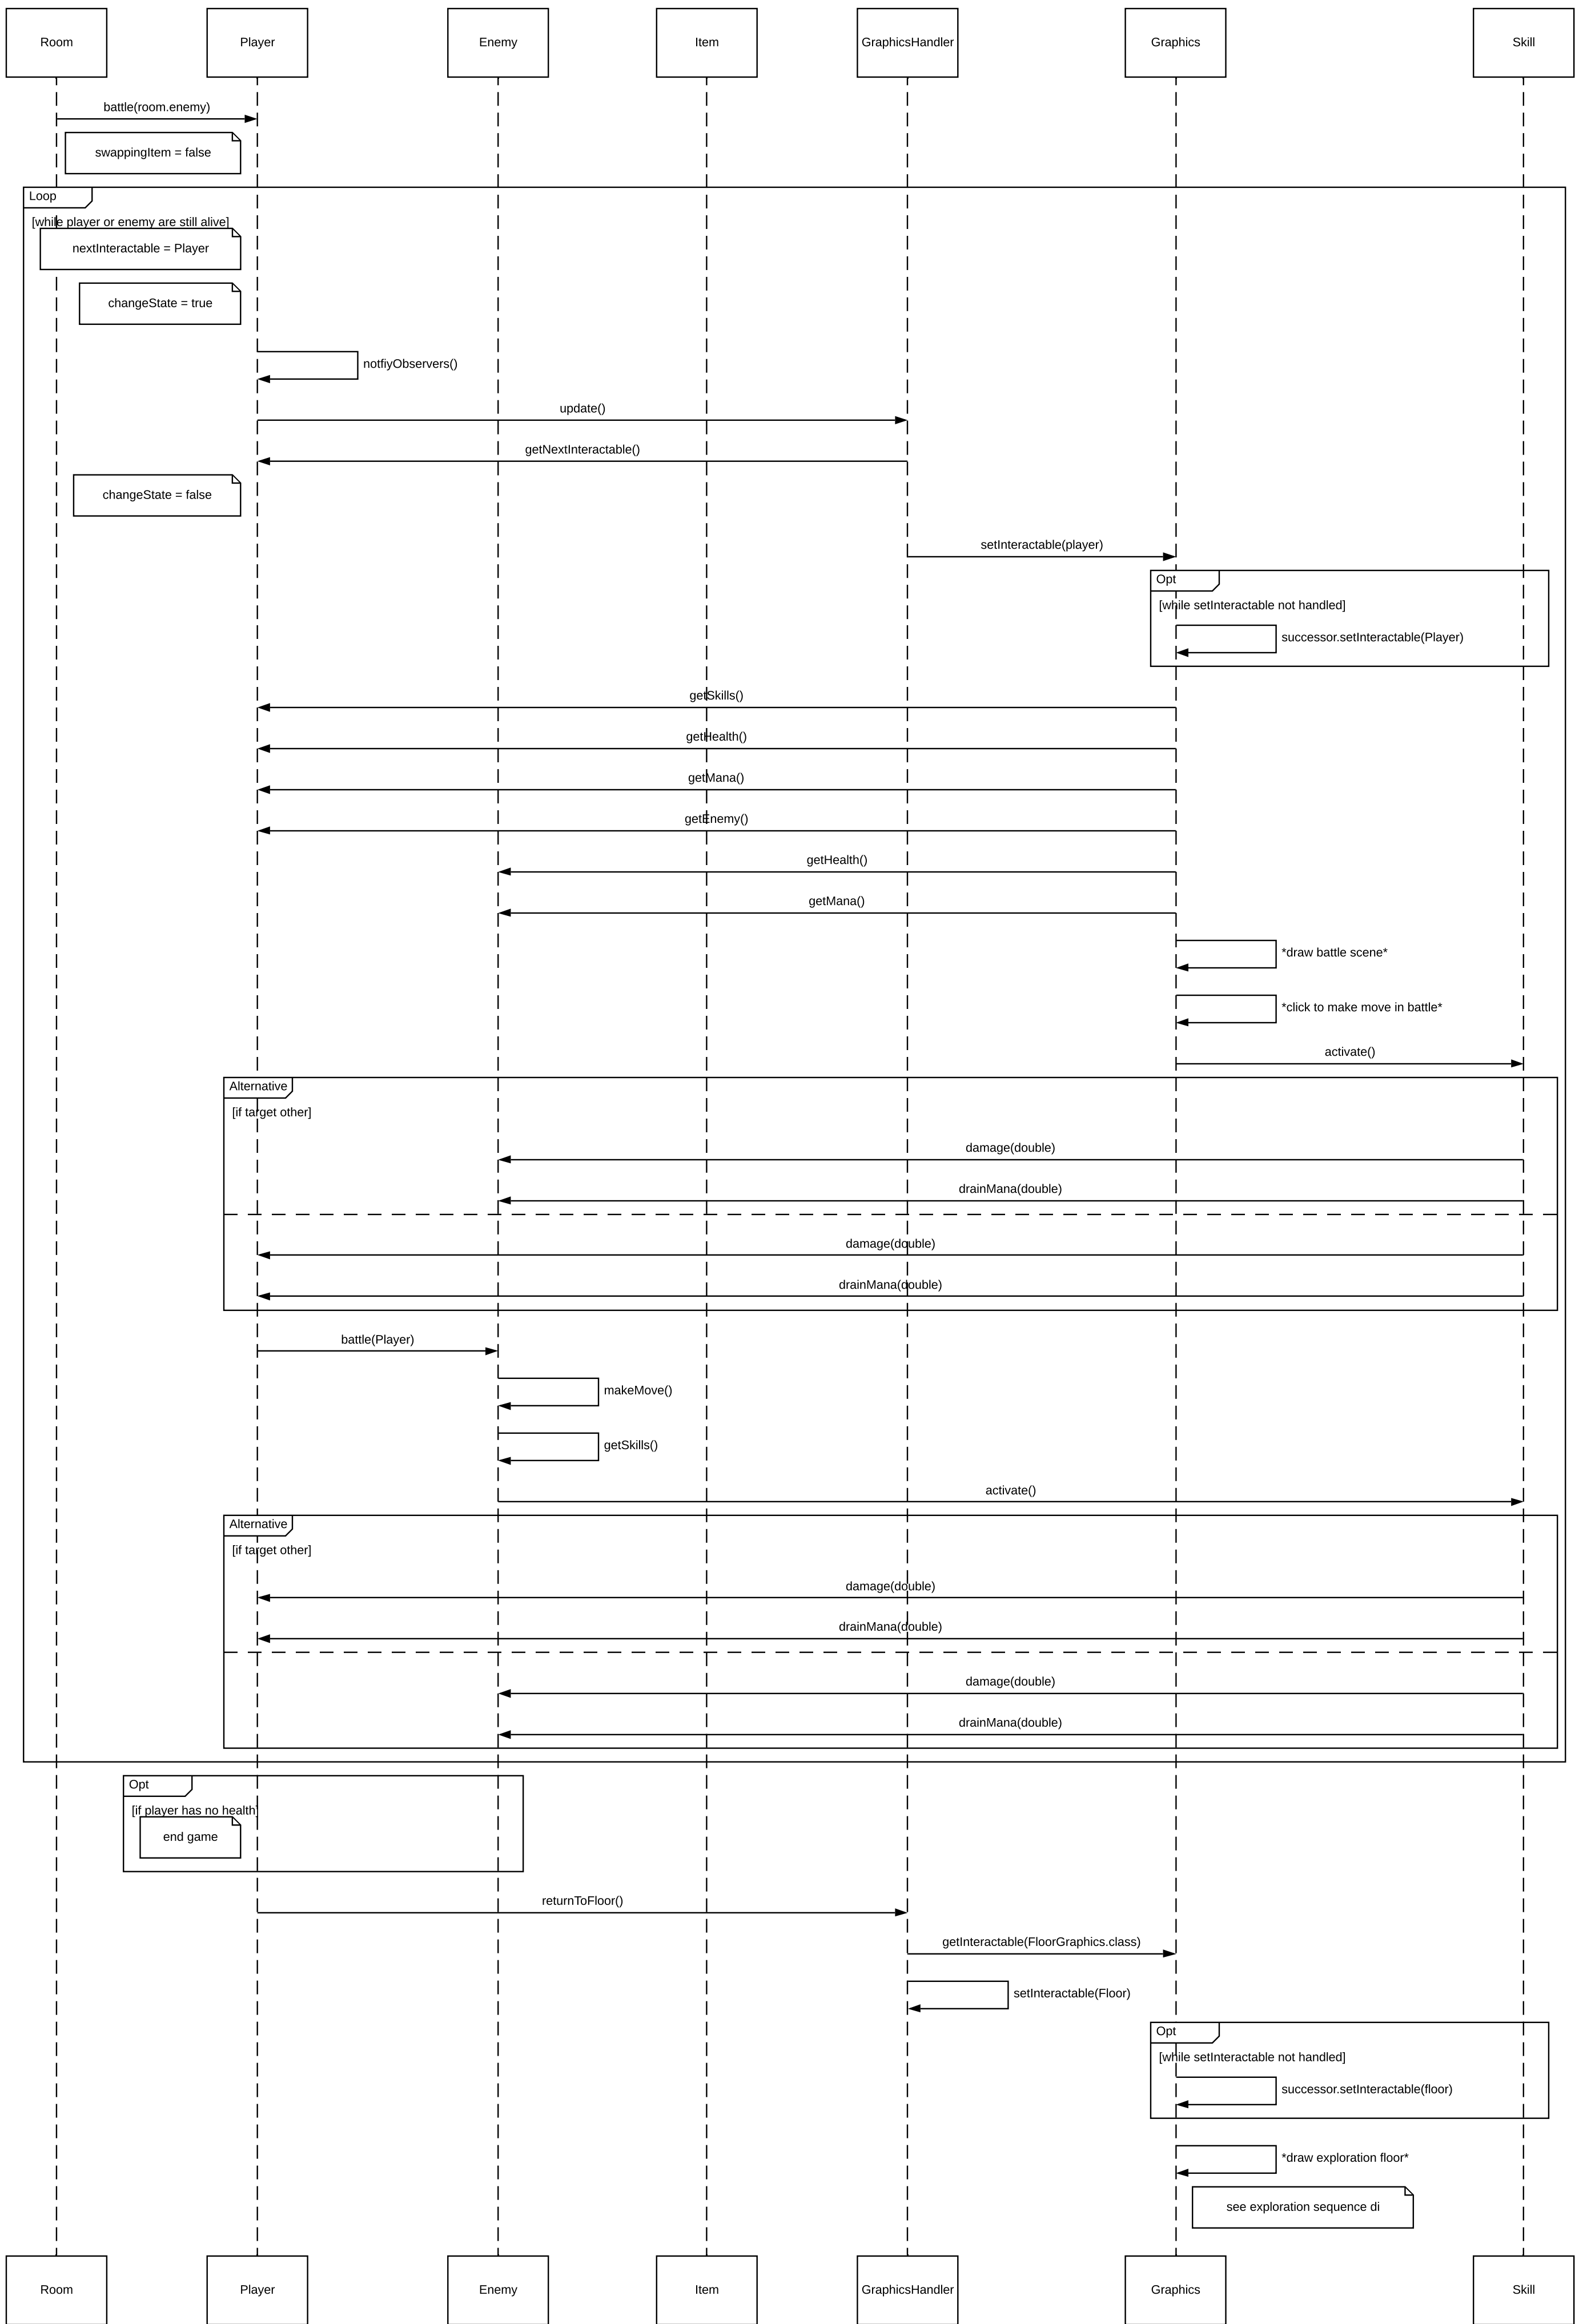 Room
Player
Enemy
Item
GraphicsHandler
Graphics
Skill
battle(room.enemy)
swappingItem = false
Loop
[while player or enemy are still alive]
nextInteractable = Player
changeState = true
notfiyObservers()
update()
getNextInteractable()
changeState = false
setInteractable(player)
Opt
[while setInteractable not handled]
successor.setInteractable(Player)
getSkills()
getHealth()
getMana()
getEnemy()
getHealth()
getMana()
*draw battle scene*
*click to make move in battle*
activate()
Alternative
[if target other]
damage(double)
drainMana(double)
damage(double)
drainMana(double)
battle(Player)
makeMove()
getSkills()
activate()
Alternative
[if target other]
damage(double)
drainMana(double)
damage(double)
drainMana(double)
Opt
[if player has no health]
end game
returnToFloor()
getInteractable(FloorGraphics.class)
setInteractable(Floor)
Opt
[while setInteractable not handled]
successor.setInteractable(floor)
*draw exploration floor*
see exploration sequence di
Room
Player
Enemy
Item
GraphicsHandler
Graphics
Skill